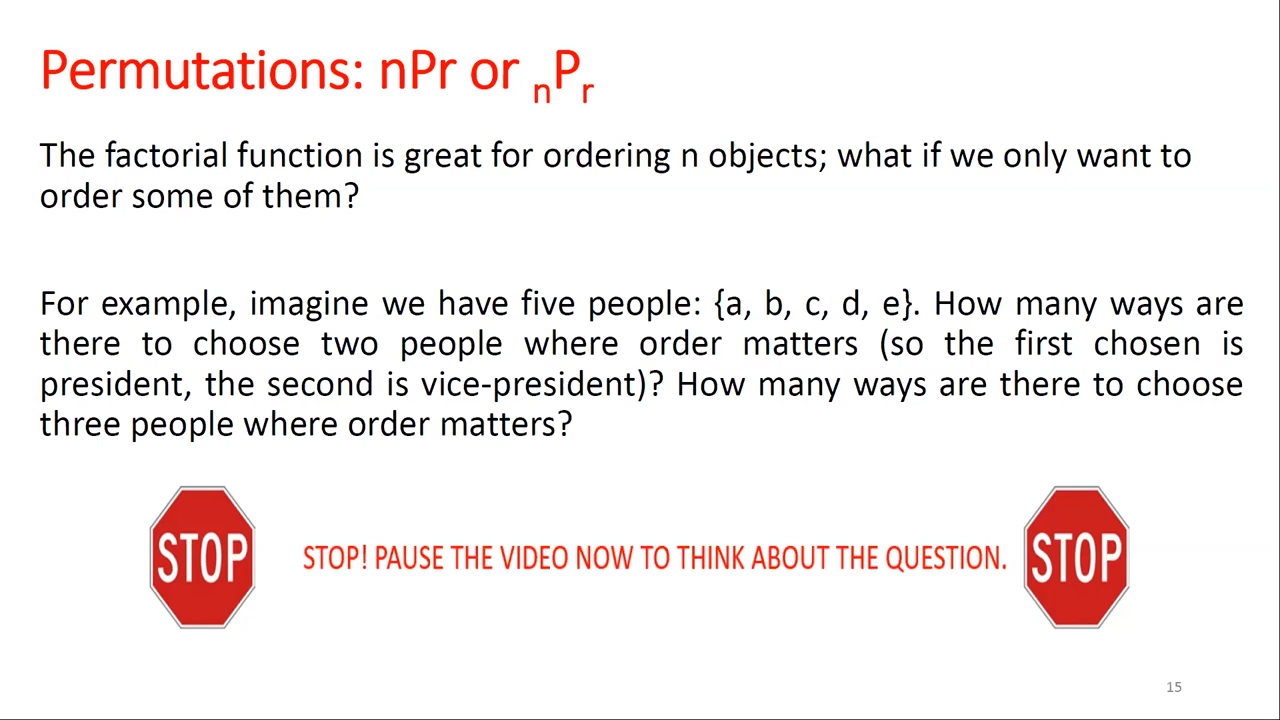 Permutations: nPr or nPr
The factorial function is great for ordering n objects; what if we only want to
order some of them?
For example, imagine we have five people: {a, b, c, d, e}. How many ways are
there to choose two people where order matters (so the first chosen is
president, the second is vice-president)? How many ways are there to choose
three people where order matters?
STOP
STOP! PAUSE THE VIDEO NOW TO THINK ABOUT THE QUESTION.
STOP
15